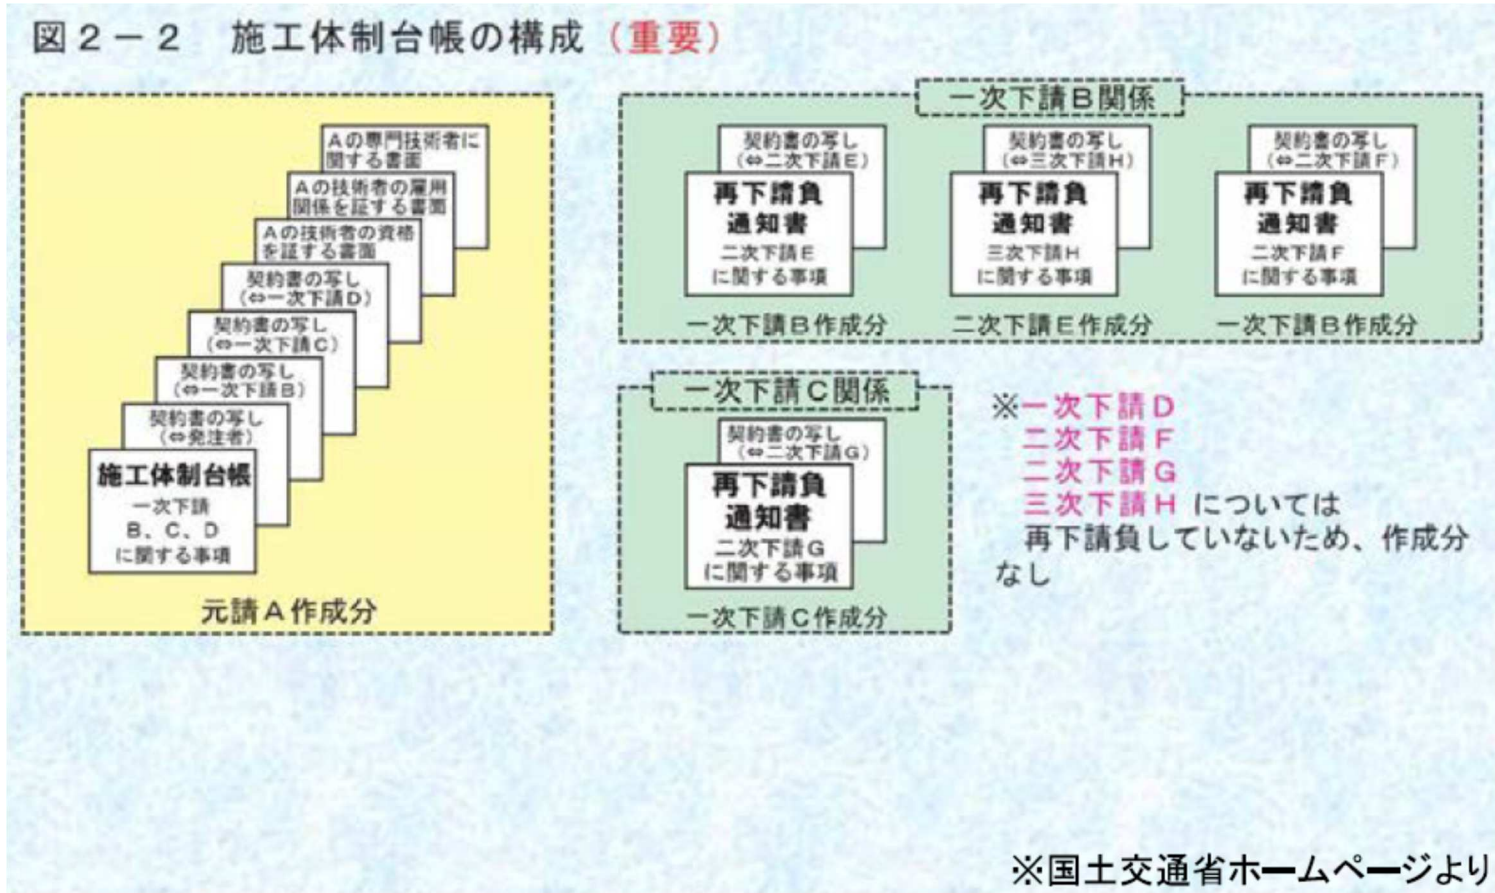 図２－２　施工体制台帳の構成（重要）
Ａの専門技術者に
関する書面
Ａの技術者の雇用
関係を証する書面
Ａの技術者の資格
を証する書面
契約書の写し
（⇔一次下請Ｄ）
契約書の写し
（⇔一次下請Ｃ）
契約書の写し
（⇔一次下請Ｂ）
契約書の写し
（⇔発注者）
施工体制台帳
一次下請
Ｂ、Ｃ、Ｄ
に関する事項
元請Ａ作成分
一次下請Ｂ関係
契約書の写し
（⇔二次下請Ｅ）
再下請負
通知書
二次下請Ｅ
に関する事項
一次下請Ｂ作成分
契約書の写し
（⇔三次下請Ｈ）
再下請負
通知書
三次下請Ｈ
に関する事項
二次下請Ｅ作成分
契約書の写し
（⇔二次下請Ｆ）
再下請負
通知書
二次下請Ｆ
に関する事項
一次下請Ｂ作成分
一次下請Ｃ関係
契約書の写し
（⇔二次下請Ｇ）
再下請負
通知書
二次下請Ｇ
に関する事項
一次下請Ｃ作成分
※一次下請Ｄ
二次下請Ｆ
二次下請Ｇ
三次下請Ｈ については
再下請負していないため、作成分
なし
※国土交通省ホームページより